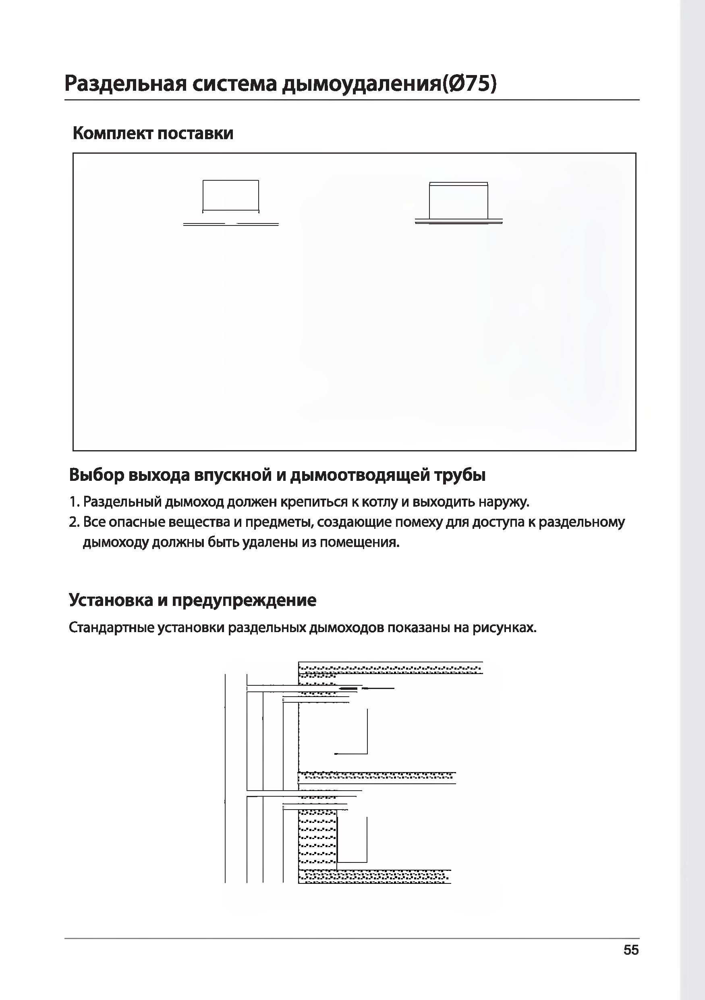 Раздельная система дымоудаления(Ø75)
Комплект поставки
Выбор выхода впускной и дымоотводящей трубы
1. Раздельный дымоход должен крепиться к котлу и выходить наружу.
2. Все опасные вещества и предметы, создающие помеху для доступа к раздельному
дымоходу должны быть удалены из помещения.
Установка и предупреждение
Стандартные установки раздельных дымоходов показаны на рисунках.
55